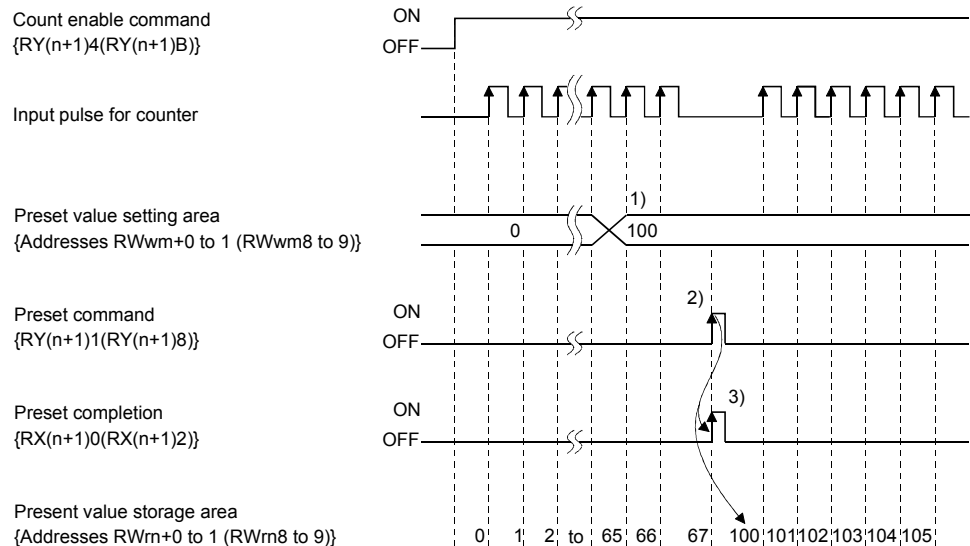 Count enable command
{RY(n+1)4(RY(n+1)B)}
ON
OFF
Input pulse for counter
Preset value setting area
{Addresses RWwm+0 to 1 (RWwm8 to 9)}
0
1)
100
Preset command
{RY(n+1)1(RY(n+1)8)}
ON
OFF
2)
Preset completion
{RX(n+1)0(RX(n+1)2)}
ON
OFF
3)
Present value storage area
{Addresses RWrn+0 to 1 (RWrn8 to 9)}
0 1 2 to 65 66 67 100 101 102 103 104 105